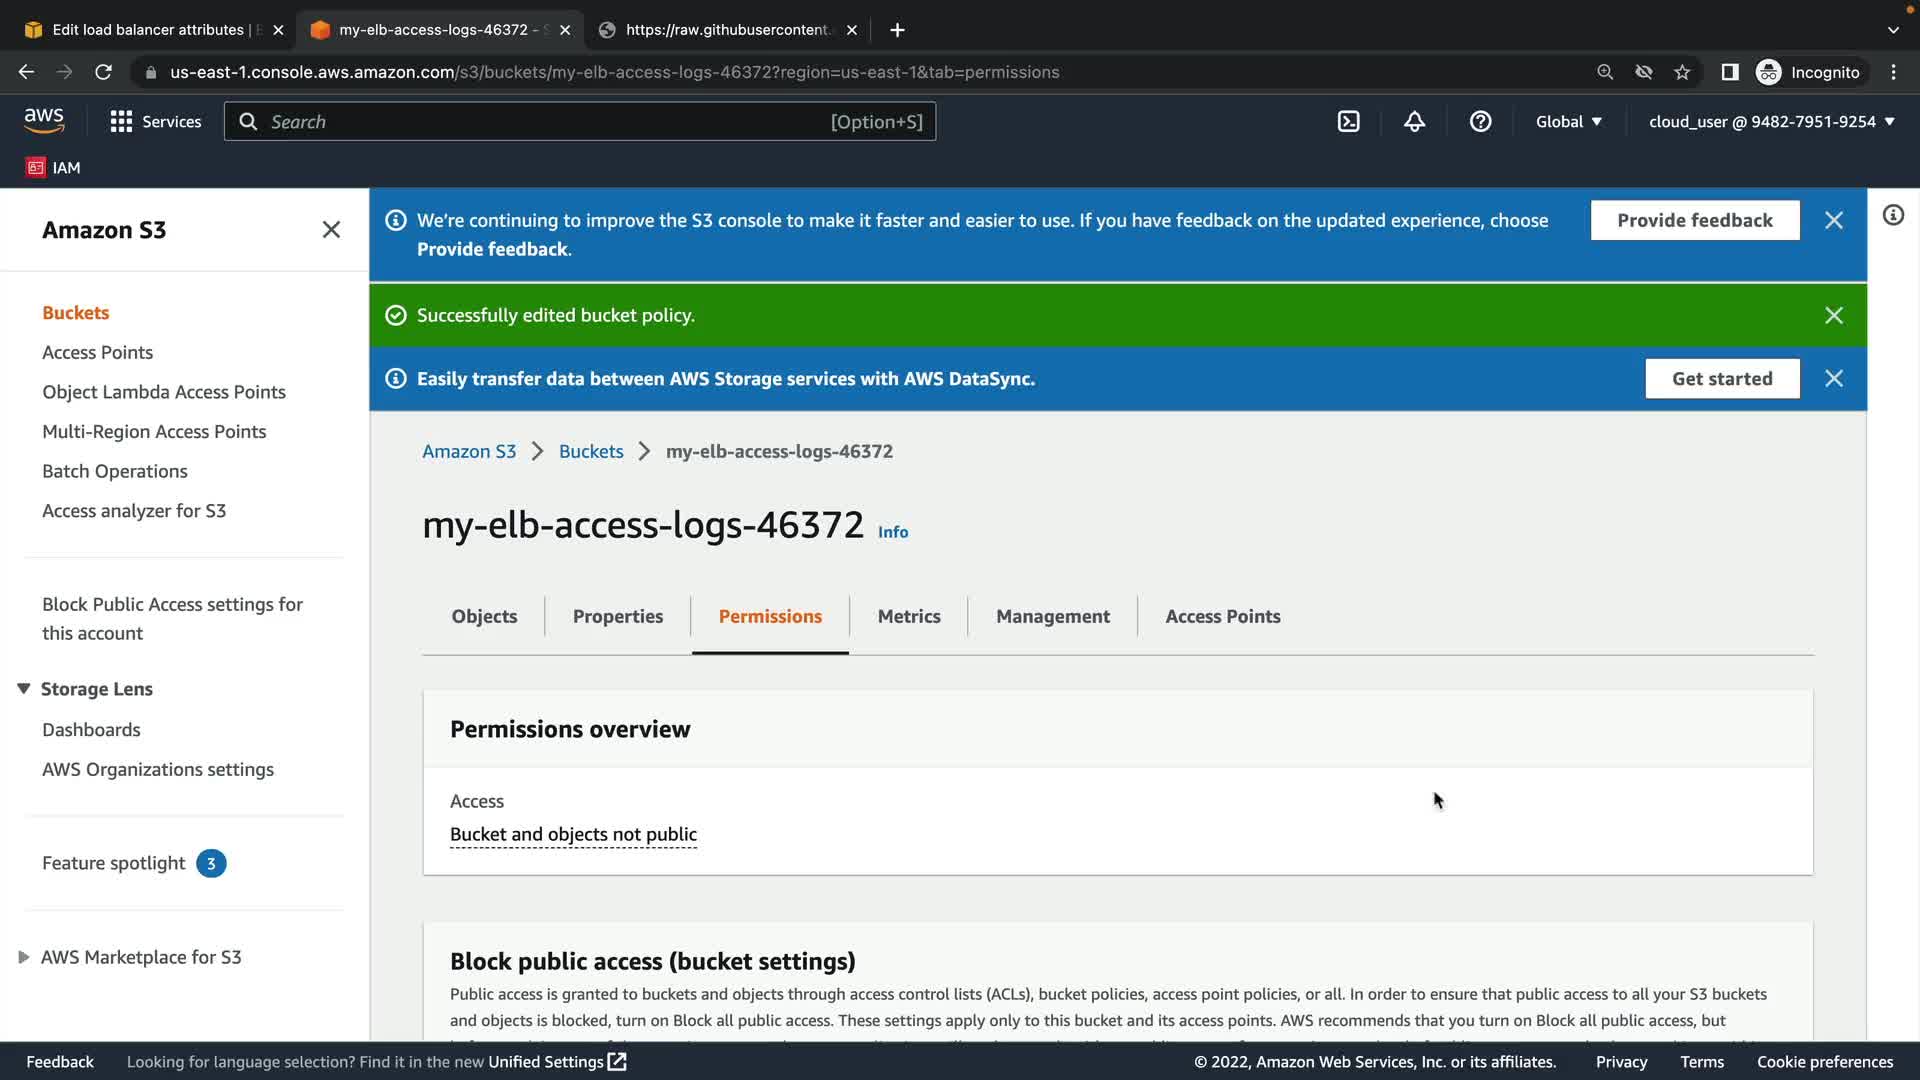 Edit load balancer attributes | E
my-elb-access-logs-46372 - S
https://raw.githubusercontent.
us-east-1.console.aws.amazon.com/s3/buckets/my-elb-access-logs-46372?region=us-east-1&tab=permissions
Incognito
aws
Services
Search
[Option+S]
Global
cloud_user @ 9482-7951-9254
IAM
Amazon S3
Buckets
Access Points
Object Lambda Access Points
Multi-Region Access Points
Batch Operations
Access analyzer for S3
Block Public Access settings for
this account
Storage Lens
Dashboards
AWS Organizations settings
Feature spotlight 3
AWS Marketplace for S3
We're continuing to improve the S3 console to make it faster and easier to use. If you have feedback on the updated experience, choose
Provide feedback.
Provide feedback
Successfully edited bucket policy.
Easily transfer data between AWS Storage services with AWS DataSync.
Get started
Amazon S3 > Buckets > my-elb-access-logs-46372
my-elb-access-logs-46372 Info
Objects
Properties
Permissions
Metrics
Management
Access Points
Permissions overview
Access
Bucket and objects not public
Block public access (bucket settings)
Public access is granted to buckets and objects through access control lists (ACLs), bucket policies, access point policies, or all. In order to ensure that public access to all your S3 buckets
and objects is blocked, turn on Block all public access. These settings apply only to this bucket and its access points. AWS recommends that you turn on Block all public access, but
Feedback
Looking for language selection? Find it in the new Unified Settings
© 2022, Amazon Web Services, Inc. or its affiliates.
Privacy
Terms
Cookie preferences